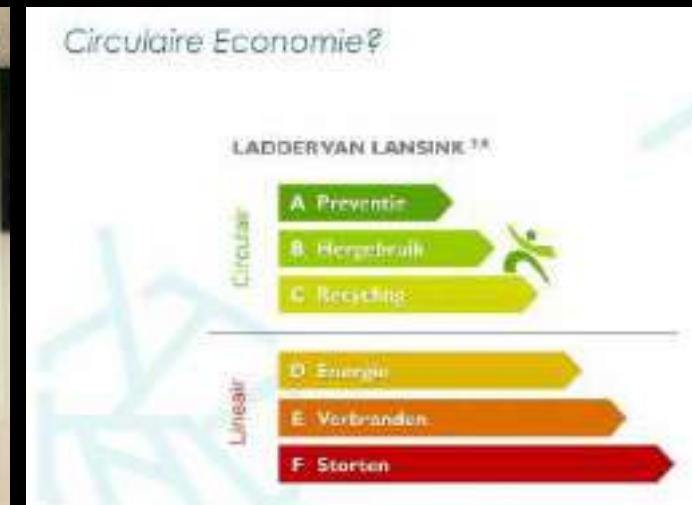 Circulaire Economie?
LADDER VAN LANSINK
Circulair
A Preventie
B Hergebruik
C Recycling
Lineair
D Energie
E Verbranden
F Storten